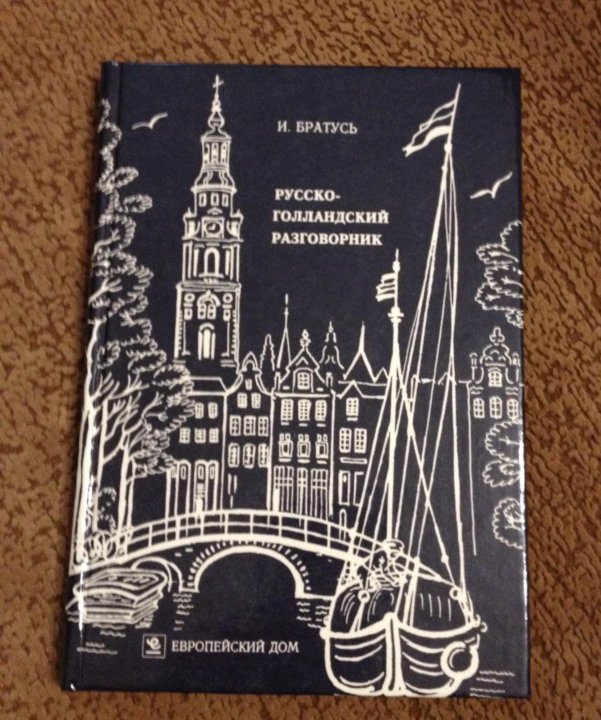 И. БРАТУСЬ
РУССКО-
ГОЛЛАНДСКИЙ
РАЗГОВОРНИК
ЕВРОПЕЙСКИЙ ДОМ